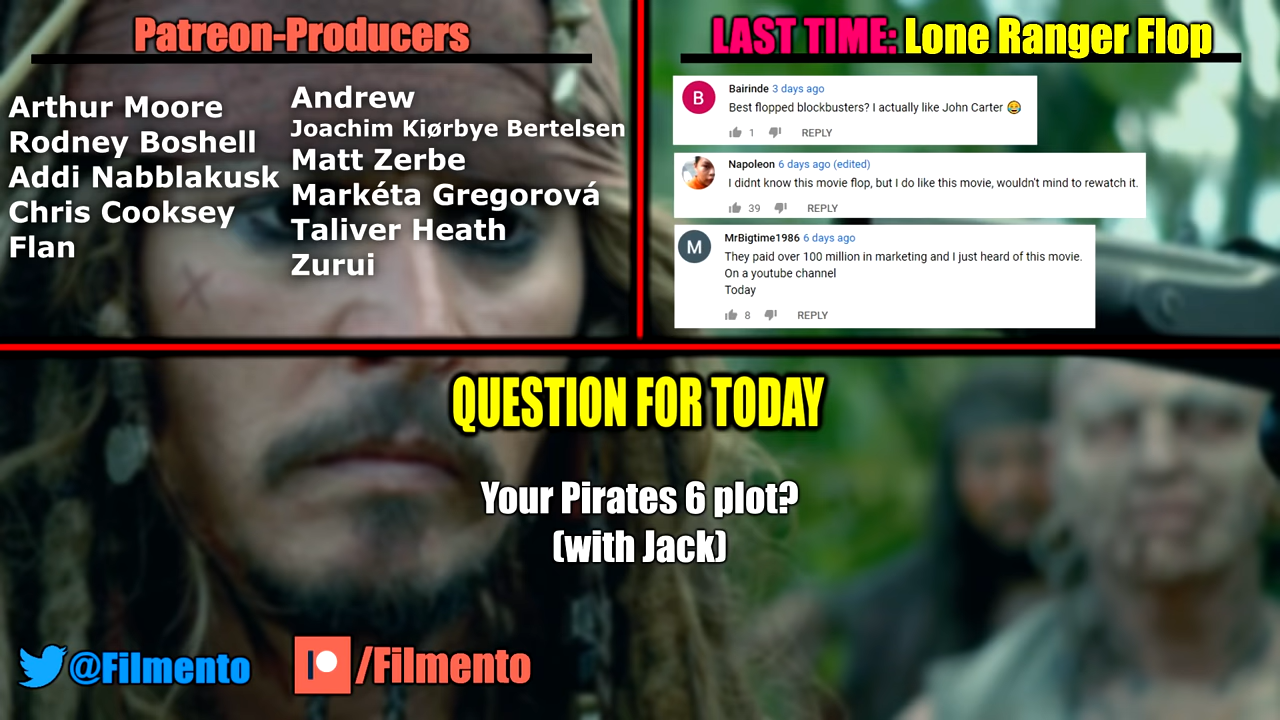 Patreon-Producers
Arthur Moore
Rodney Boshell
Addi Nabblakusk
Chris Cooksey
Flan
Andrew
Joachim Kiørbye Bertelsen
Matt Zerbe
Markéta Gregorová
Taliver Heath
Zurui
LAST TIME: Lone Ranger Flop
B
Bairinde 3 days ago
Best flopped blockbusters? I actually like John Carter 😂
1 REPLY
Napoleon 6 days ago (edited)
I didnt know this movie flop, but I do like this movie, wouldn't mind to rewatch it.
39 REPLY
M
MrBigtime1986 6 days ago
They paid over 100 million in marketing and I just heard of this movie.
On a youtube channel
Today
8 REPLY
QUESTION FOR TODAY
Your Pirates 6 plot?
(with Jack)
@Filmento
/Filmento